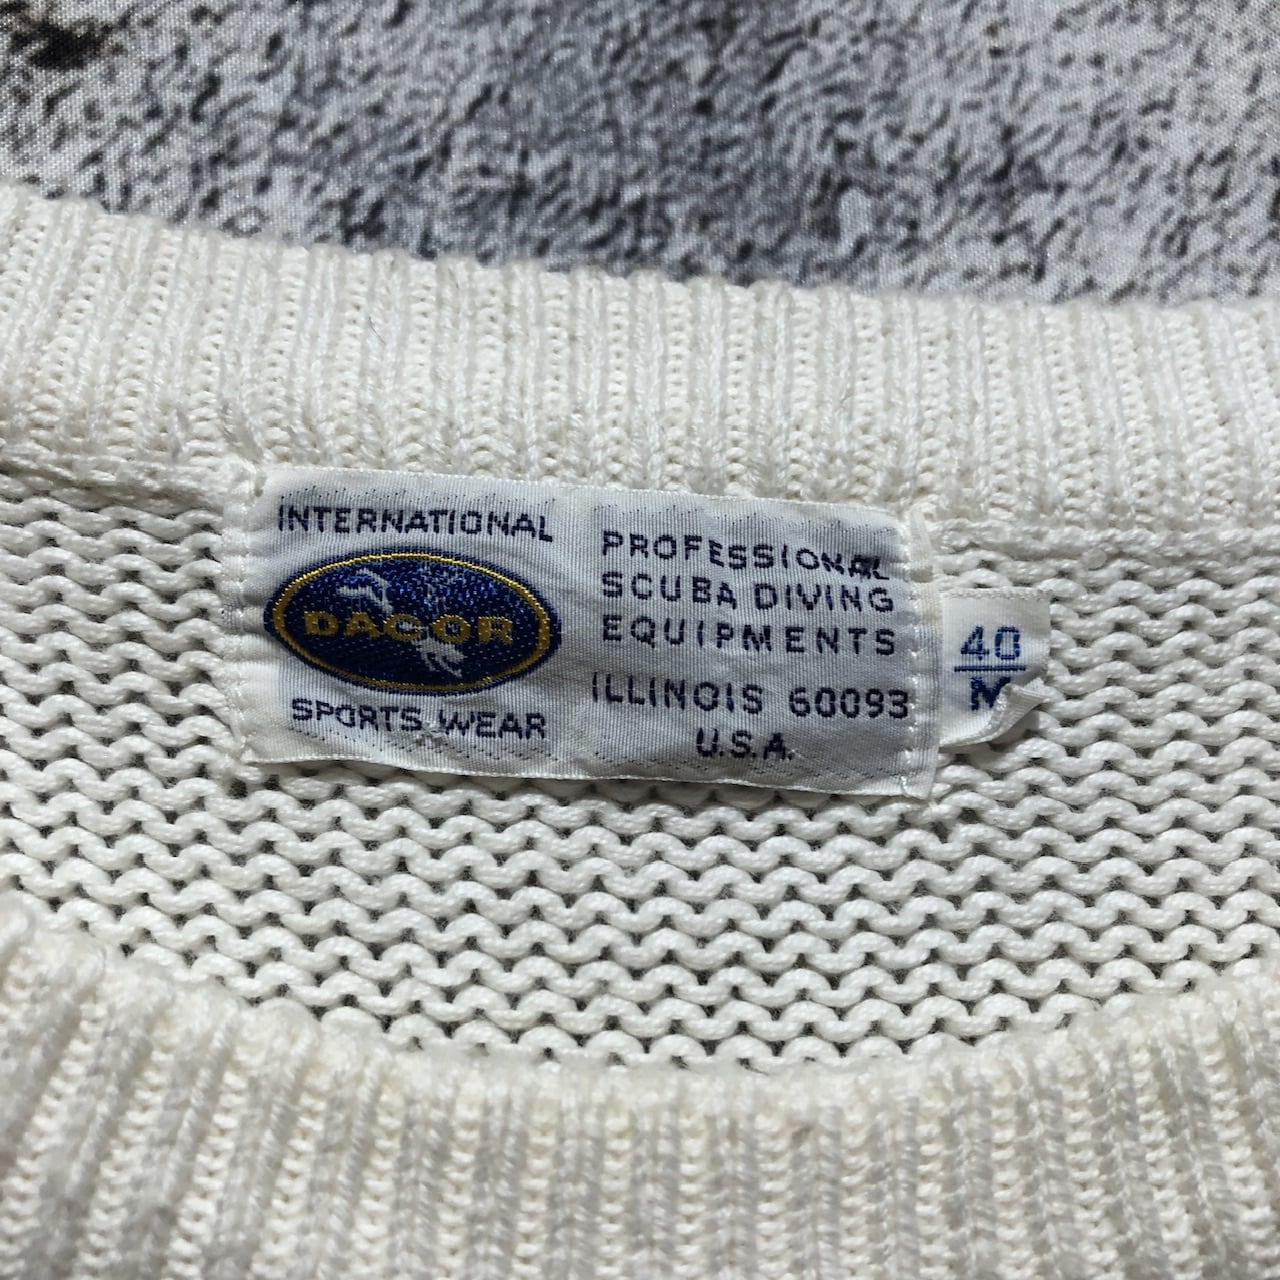 INTERNATIONAL
DACOR
SPORTS WEAR
PROFESSIONAL
SCUBA DIVING
EQUIPMENTS
ILLINOIS 60093
U.S.A.
40
M